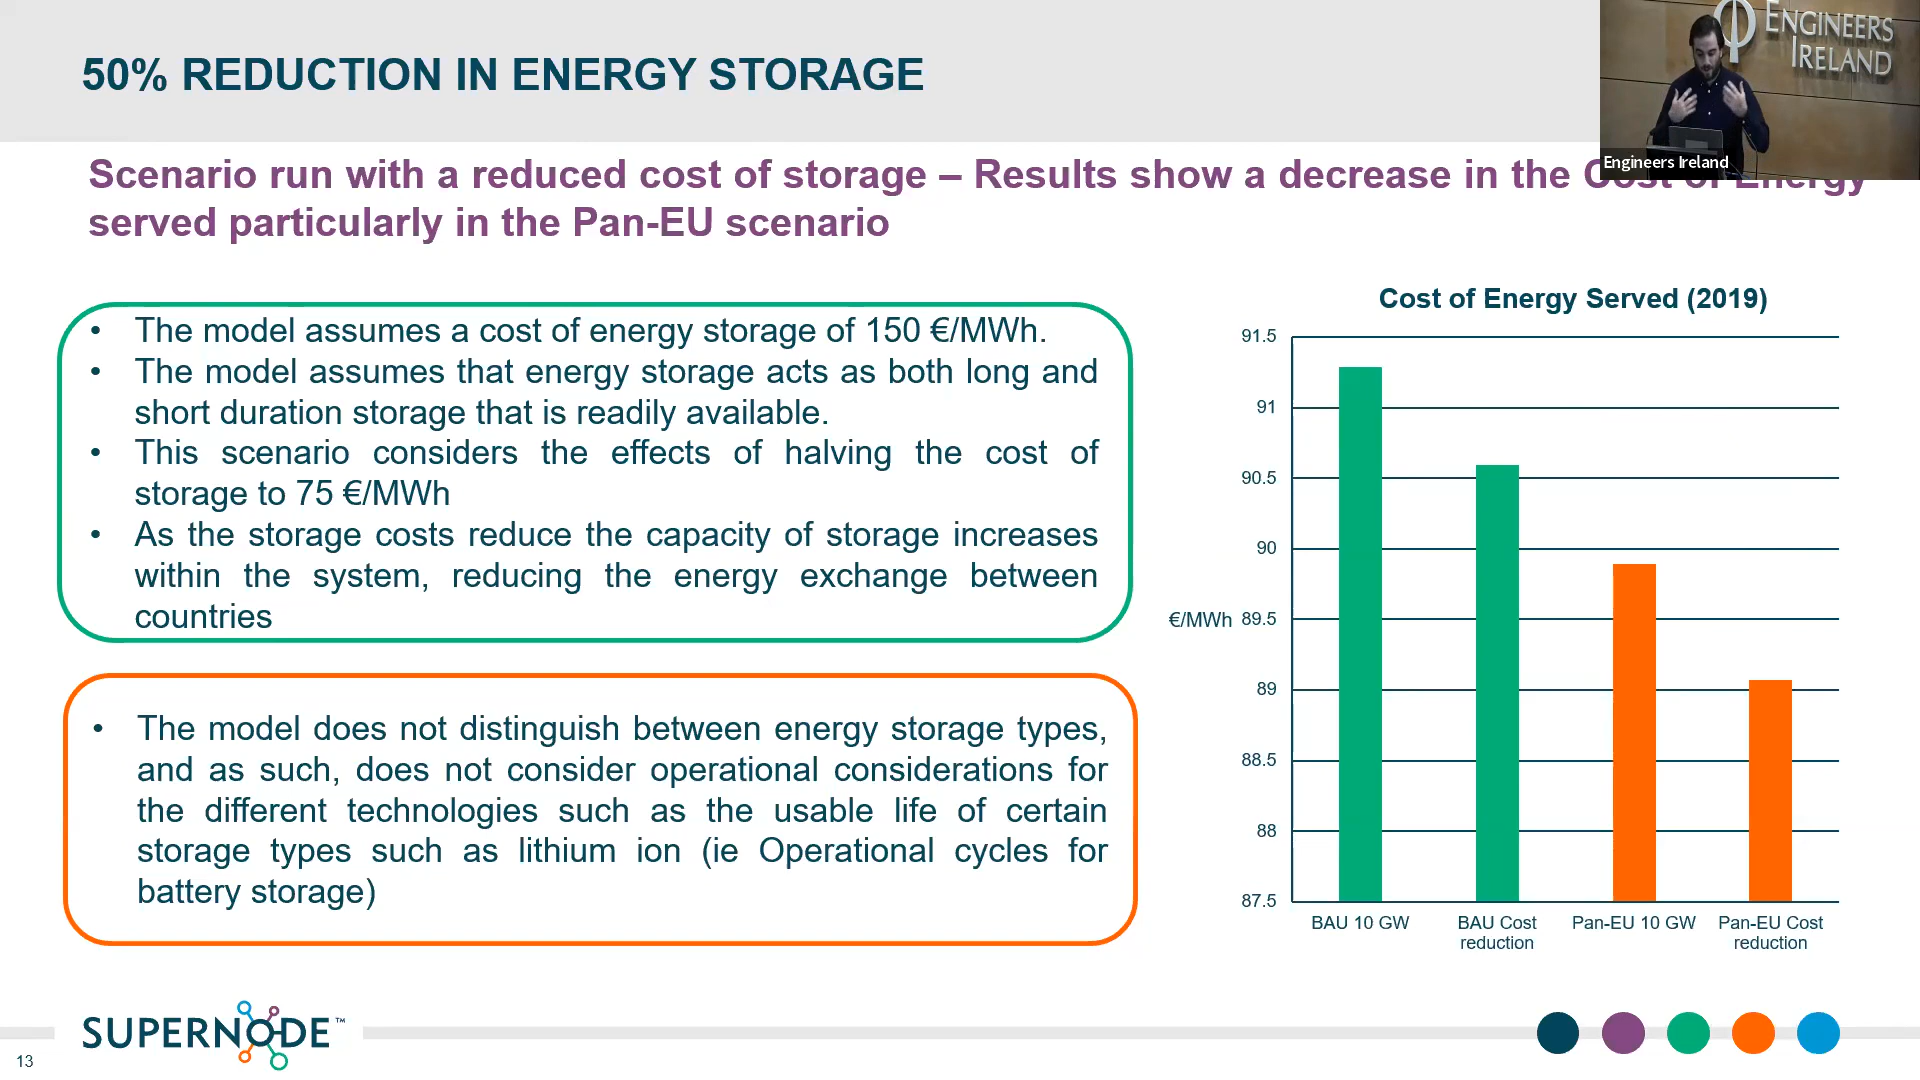 50% REDUCTION IN ENERGY STORAGE
ENGINEERS
IRELAND
Engineers Ireland
Scenario run with a reduced cost of storage – Results show a decrease in the Cost of Energy
served particularly in the Pan-EU scenario
• The model assumes a cost of energy storage of 150 €/MWh.
• The model assumes that energy storage acts as both long and
short duration storage that is readily available.
• This scenario considers the effects of halving the cost of
storage to 75 €/MWh
• As the storage costs reduce the capacity of storage increases
within the system, reducing the energy exchange between
countries
• The model does not distinguish between energy storage types,
and as such, does not consider operational considerations for
the different technologies such as the usable life of certain
storage types such as lithium ion (ie Operational cycles for
battery storage)
Cost of Energy Served (2019)
91.5
91
90.5
90
€/MWh 89.5
89
88.5
88
87.5
BAU 10 GW
BAU Cost
reduction
Pan-EU 10 GW
Pan-EU Cost
reduction
SUPERNODE™
13